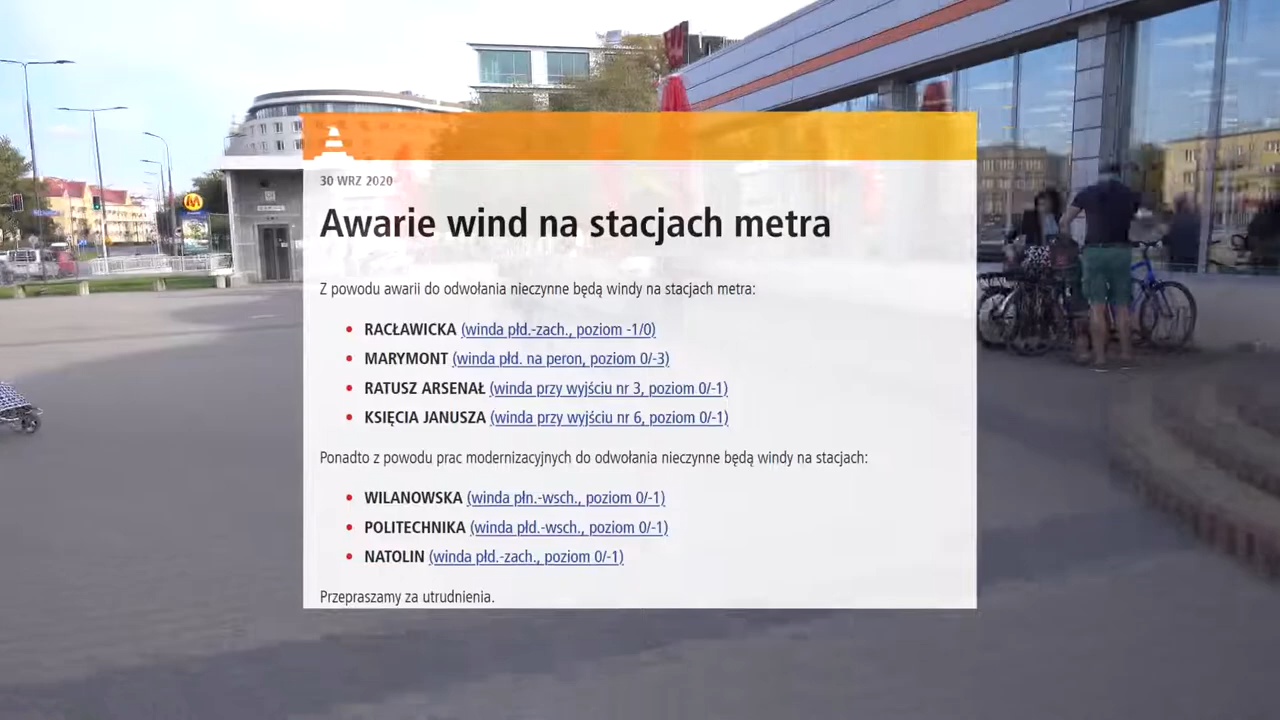 30 WRZ 2020
Awarie wind na stacjach metra
Z powodu awarii do odwołania nieczynne będą windy na stacjach metra:
RACŁAWICKA (winda płd.-zach., poziom -1/0)
MARYMONT (winda płd. na peron, poziom 0/-3)
RATUSZ ARSENAŁ (winda przy wyjściu nr 3, poziom 0/-1)
KSIĘCIA JANUSZA (winda przy wyjściu nr 6, poziom 0/-1)
Ponadto z powodu prac modernizacyjnych do odwołania nieczynne będą windy na stacjach:
WILANOWSKA (winda płn.-wsch., poziom 0/-1)
POLITECHNIKA (winda płd.-wsch., poziom 0/-1)
NATOLIN (winda płd.-zach., poziom 0/-1)
Przepraszamy za utrudnienia.